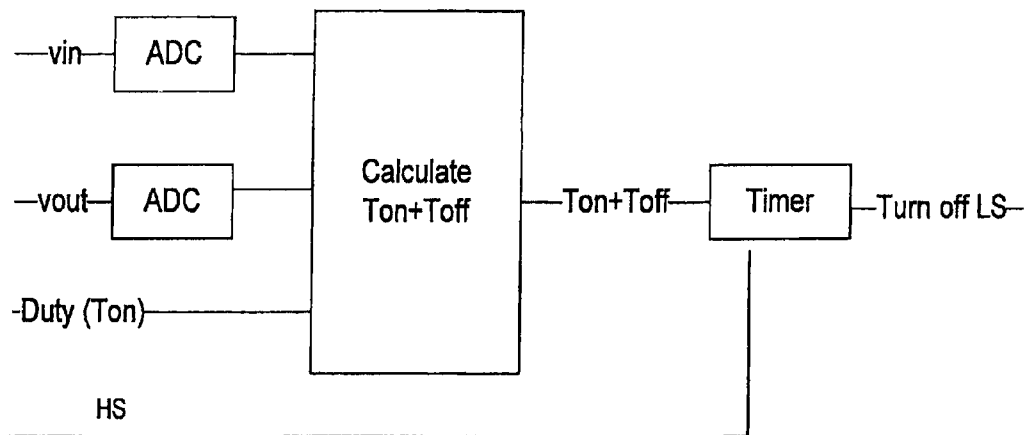 vin
ADC
vout
ADC
Duty (Ton)
HS
Calculate
Ton+Toff
Ton+Toff
Timer
Turn off LS